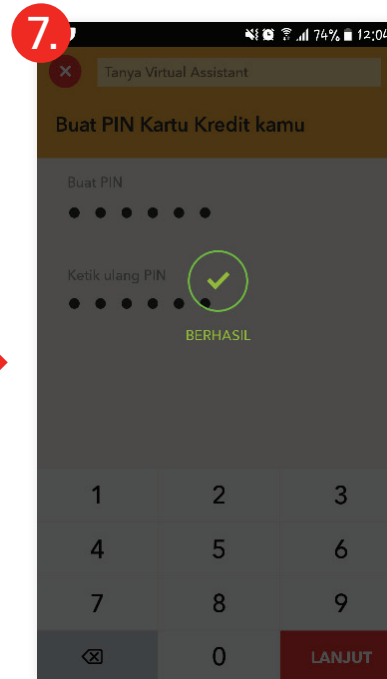 7.
74% 12:04
Tanya Virtual Assistant
Buat PIN Kartu Kredit kamu
Buat PIN
Ketik ulang PIN
BERHASIL
1 2 3
4 5 6
7 8 9
0 LANJUT